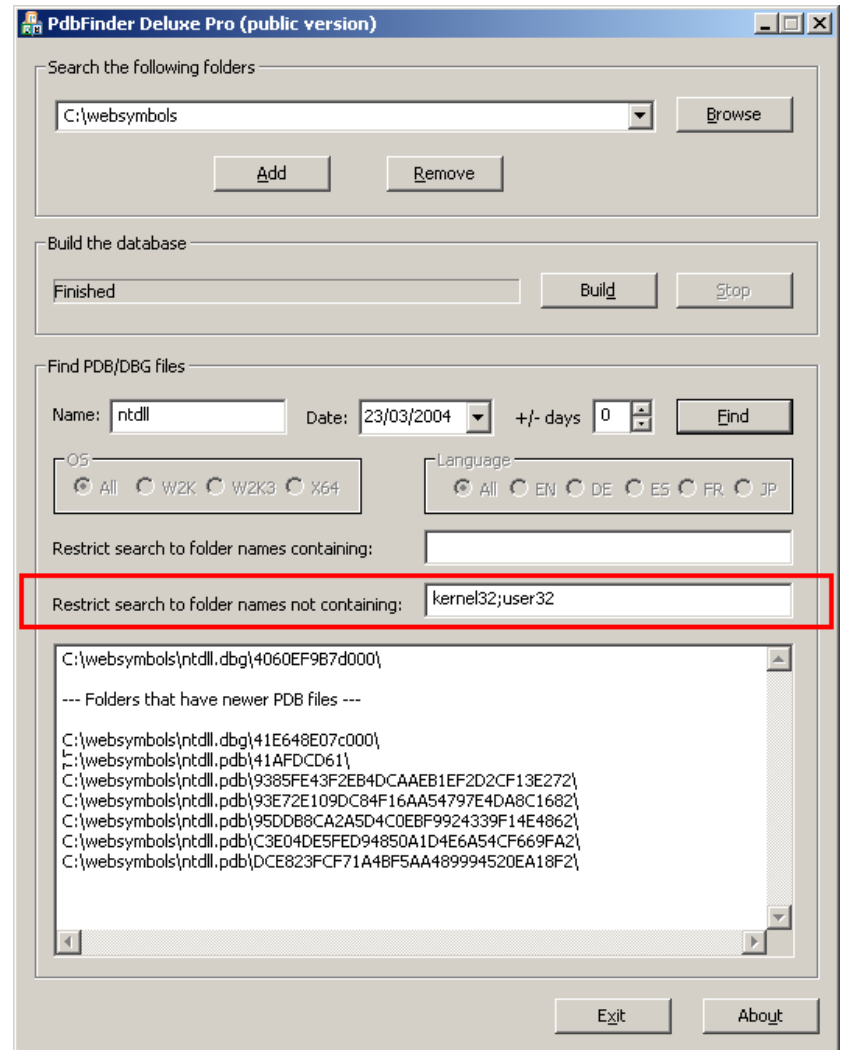 PdbFinder Deluxe Pro (public version)
Search the following folders
C:\websymbols
Browse
Add Remove
Build the database
Finished Build Stop
Find PDB/DBG files
Name: ntdll Date: 23/03/2004 +/- days 0 Find
OS Language
All W2K W2K3 X64 All EN DE ES FR JP
Restrict search to folder names containing:
Restrict search to folder names not containing: kernel32;user32
C:\websymbols\ntdll.dbg\4060EF9B7d000\
--- Folders that have newer PDB files ---
C:\websymbols\ntdll.dbg\41E648E07c000\
C:\websymbols\ntdll.pdb\41AFDCD61\
C:\websymbols\ntdll.pdb\9385FE43F2EB4DCAAEB1EF2D2CF13E272\
C:\websymbols\ntdll.pdb\93E72E109DC84F16AA54797E4DA8C1682\
C:\websymbols\ntdll.pdb\95DDB8CA2A5D4C0EBF9924339F14E4862\
C:\websymbols\ntdll.pdb\C3E04DE5FED94850A1D4E6A54CF669FA2\
C:\websymbols\ntdll.pdb\DCE823FCF71A4BF5AA489994520EA18F2\
Exit About